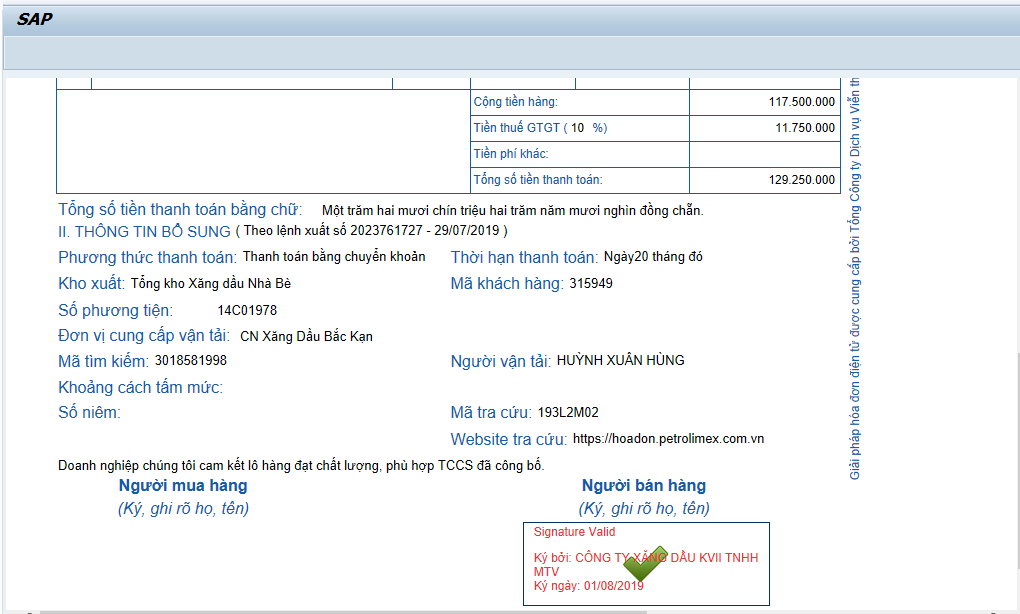 SAP
Cộng tiền hàng: 117.500.000
Tiền thuế GTGT ( 10 %) 11.750.000
Tiền phí khác:
Tổng số tiền thanh toán: 129.250.000
Tổng số tiền thanh toán bằng chữ: Một trăm hai mươi chín triệu hai trăm năm mươi nghìn đồng chẵn.
II. THÔNG TIN BỔ SUNG ( Theo lệnh xuất số 2023761727 - 29/07/2019 )
Phương thức thanh toán: Thanh toán bằng chuyển khoản Thời hạn thanh toán: Ngày20 tháng đó
Kho xuất: Tổng kho Xăng dầu Nhà Bè Mã khách hàng: 315949
Số phương tiện: 14C01978
Đơn vị cung cấp vận tải: CN Xăng Dầu Bắc Kạn
Mã tìm kiếm: 3018581998 Người vận tải: HUỲNH XUÂN HÙNG
Khoảng cách tấm mức:
Số niêm: Mã tra cứu: 193L2M02
Website tra cứu: https://hoadon.petrolimex.com.vn
Doanh nghiệp chúng tôi cam kết lô hàng đạt chất lượng, phù hợp TCCS đã công bố.
Người mua hàng Người bán hàng
(Ký, ghi rõ họ, tên) (Ký, ghi rõ họ, tên)
Signature Valid
Ký bởi: CÔNG TY XĂNG DẦU KVII TNHH
MTV
Ký ngày: 01/08/2019
Giải pháp hóa đơn điện tử được cung cấp bởi Tổng Công ty Dịch vụ Viễn th